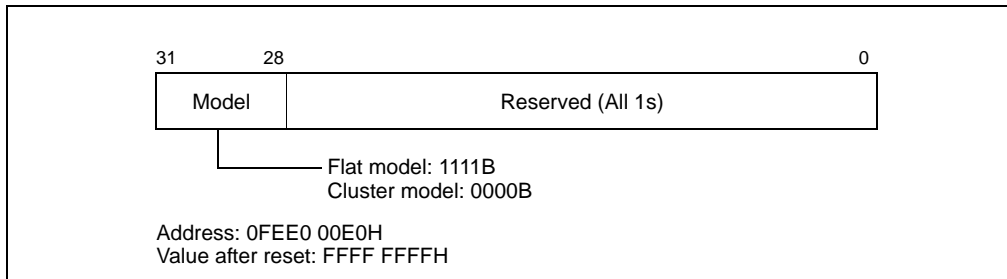 31 28 0
Model Reserved (All 1s)
Flat model: 1111B
Cluster model: 0000B
Address: 0FEE0 00E0H
Value after reset: FFFF FFFFH